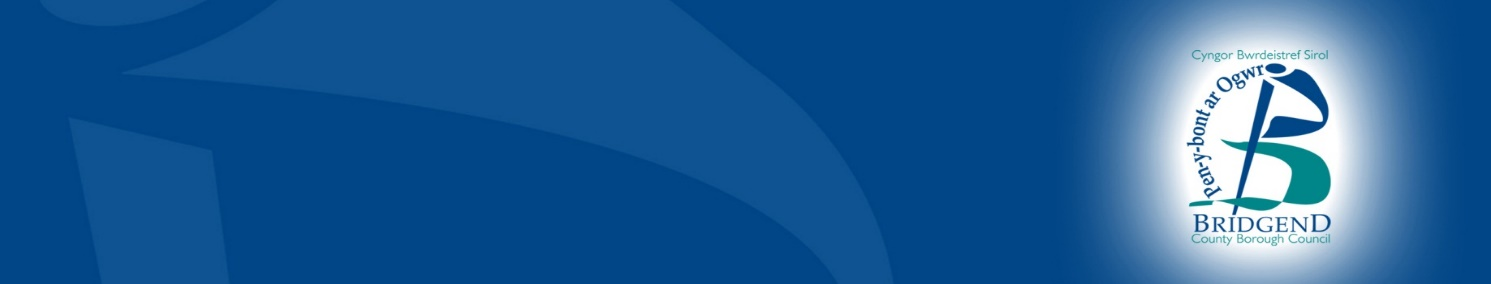 Cyngor Bwrdeistref Sirol
Pen-y-bont ar Ogwr
BRIDGEND
County Borough Council